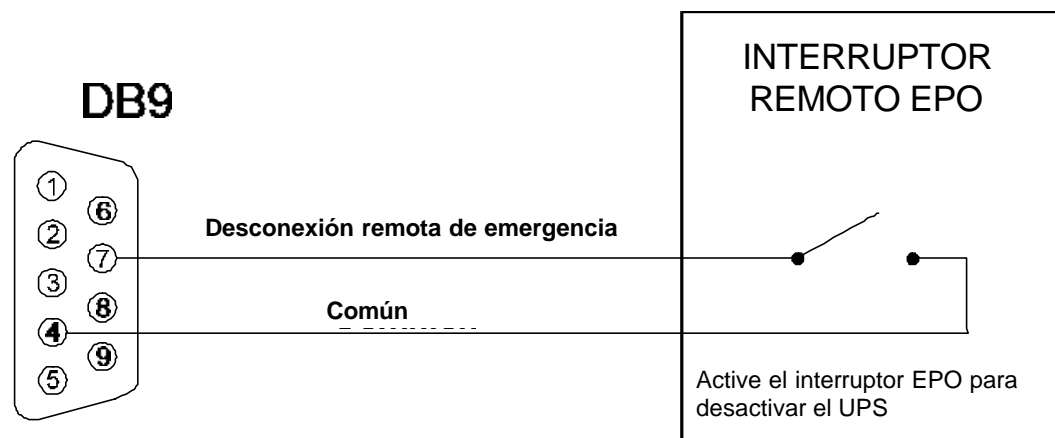 INTERRUPTOR
REMOTO EPO
DB9
1
6
2
7
3
8
4
9
5
Desconexión remota de emergencia
Común
Active el interruptor EPO para
desactivar el UPS